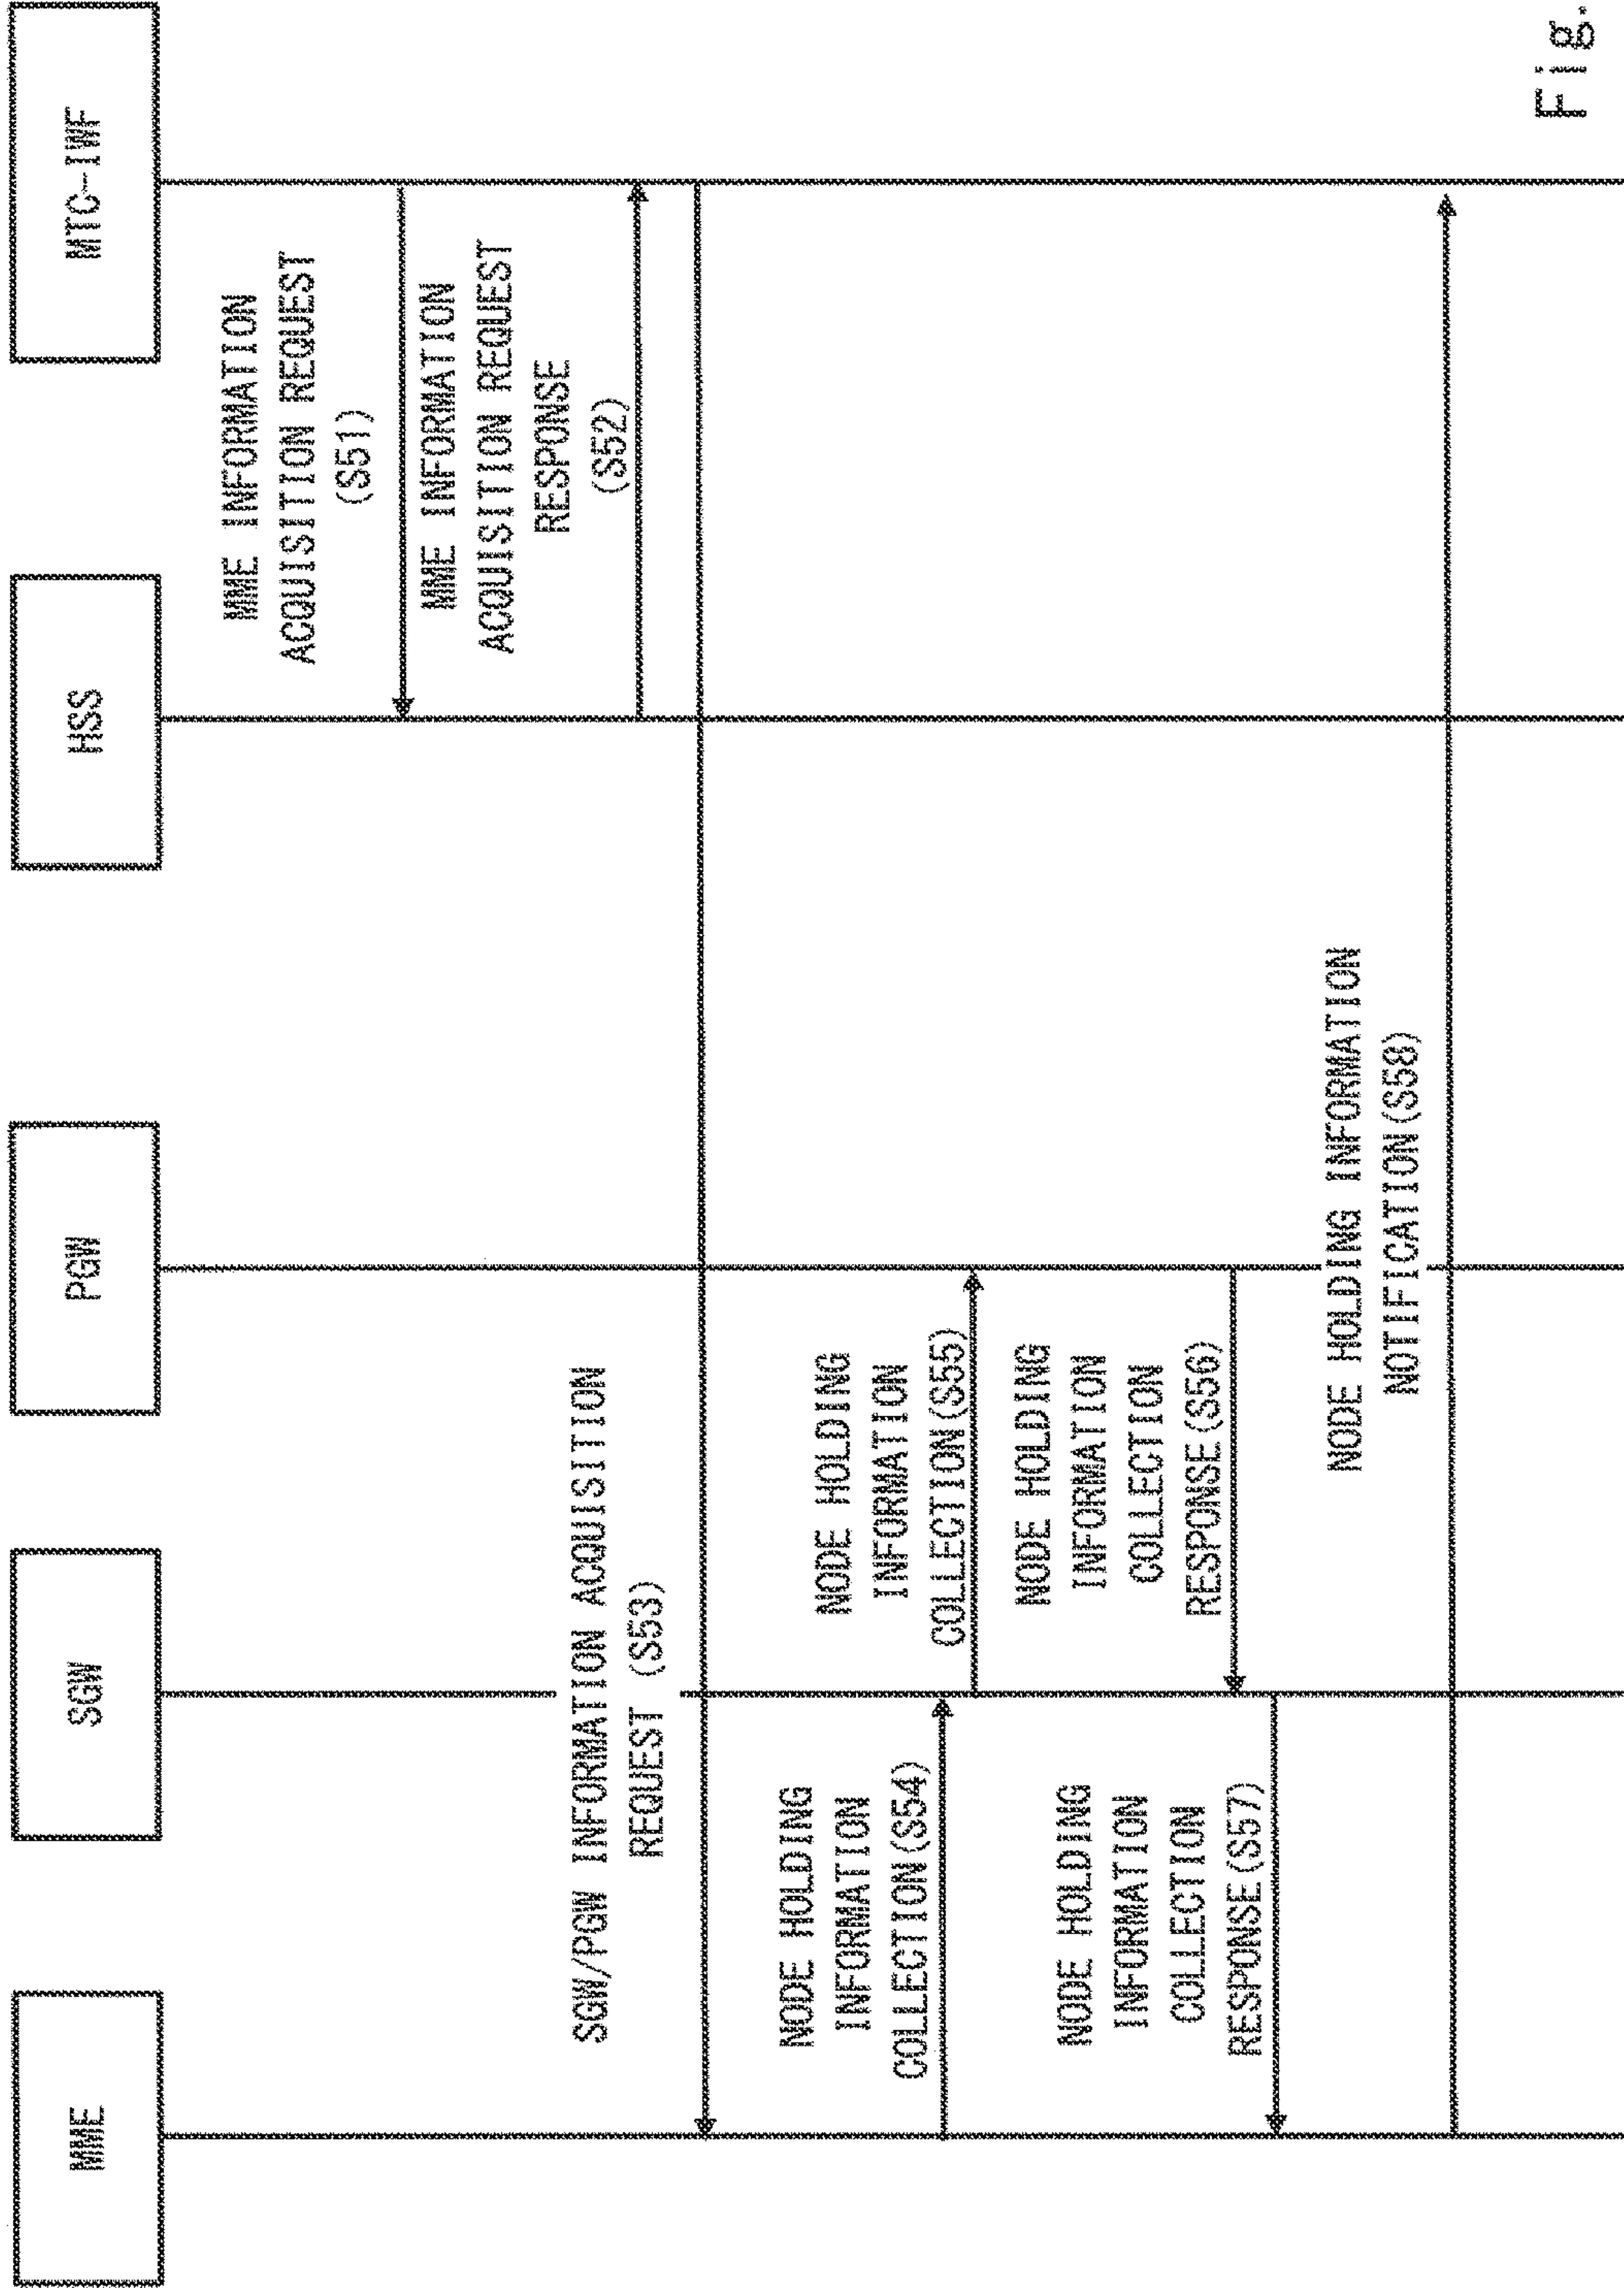 MME
SGW
PGW
HSS
MTC-IWF
MME INFORMATION
ACQUISITION REQUEST
(S51)
MME INFORMATION
ACQUISITION REQUEST
RESPONSE
(S52)
SGW/PGW INFORMATION ACQUISITION
REQUEST (S53)
NODE HOLDING
INFORMATION
COLLECTION(S54)
NODE HOLDING
INFORMATION
COLLECTION(S55)
NODE HOLDING
INFORMATION
COLLECTION
RESPONSE(S56)
NODE HOLDING
INFORMATION
COLLECTION
RESPONSE(S57)
NODE HOLDING INFORMATION
NOTIFICATION(S58)
Fig.